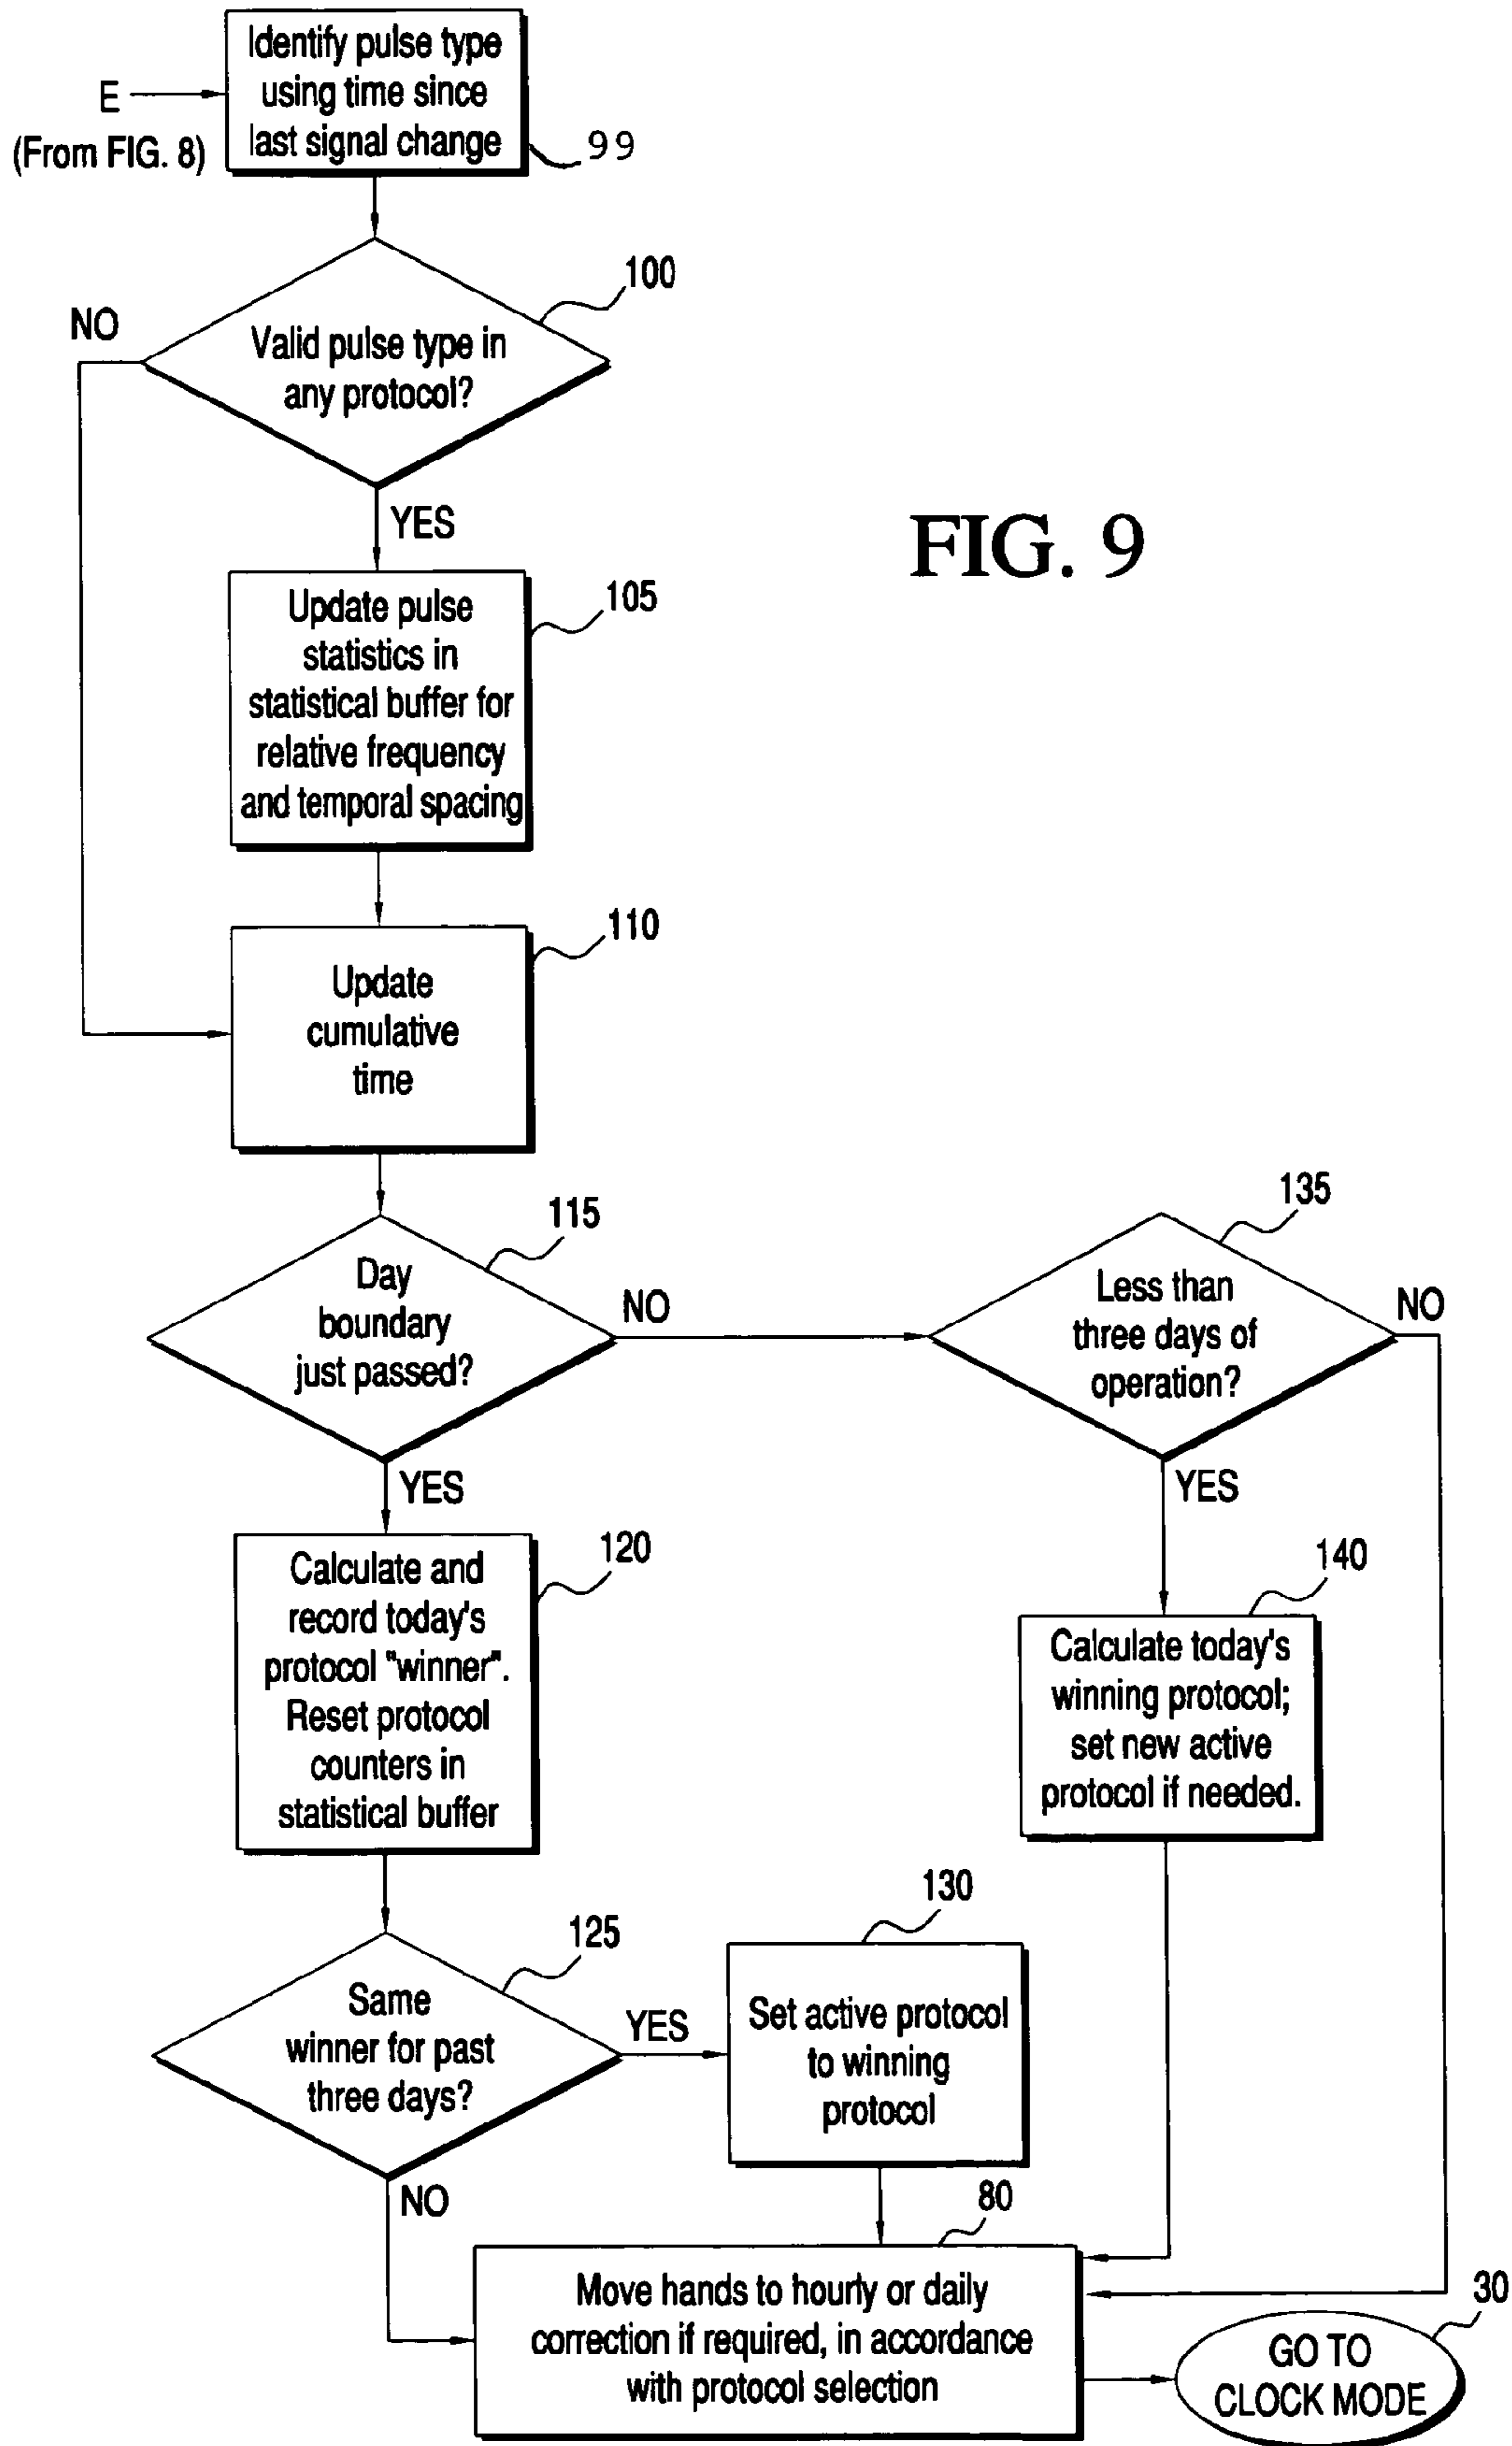 Identify pulse type
using time since
last signal change
E
(From FIG. 8)
99
100
NO
Valid pulse type in
any protocol?
YES
FIG. 9
105
Update pulse
statistics in
statistical buffer for
relative frequency
and temporal spacing
110
Update
cumulative
time
115
Day
boundary
just passed?
NO
135
Less than
three days of
operation?
NO
YES
YES
120
Calculate and
record today's
protocol "winner".
Reset protocol
counters in
statistical buffer
140
Calculate today's
winning protocol;
set new active
protocol if needed.
125
Same
winner for past
three days?
YES
130
Set active protocol
to winning
protocol
NO
80
Move hands to hourly or daily
correction if required, in accordance
with protocol selection
30
GO TO
CLOCK MODE